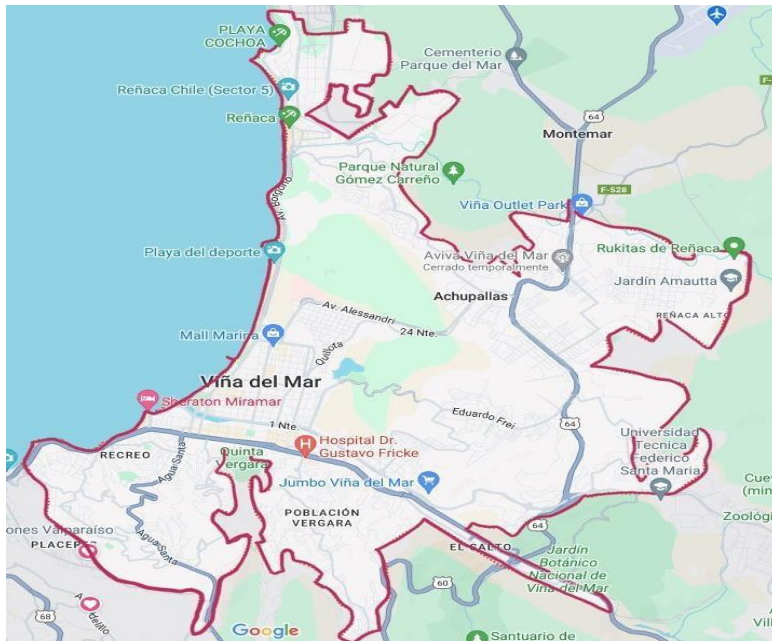 PLAYA
COCHOA
Cementerio
Parque del Mar
Reñaca Chile (Sector 5)
Reñaca
64
Montemar
Parque Natural
Gómez Carreño
F-528
Viña Outlet Park
Av. Borgoño
Rukitas de Reñaca
Playa del deporte
Aviva Viña del Mar
Cerrado temporalmente
Jardín Amautta
Achupallas
REÑACA ALTO
Av. Alessandri
24 Nte.
Mall Marina
Quillota
Viña del Mar
Sheraton Miramar
Eduardo Frei
1 Nte.
64
Universidad
Tecnica
Federico
Santa Maria
RECREO
Quinta
Vergara
Hospital Dr.
Gustavo Fricke
Agua Santa
Jumbo Viña del Mar
POBLACIÓN
VERGARA
Zoológi
64
ones Valparaíso
PLACERES
Agua Santa
EL SALTO
Jardín
Botánico
Nacional de
Vina del Mar
60
68
Google
Santuario de